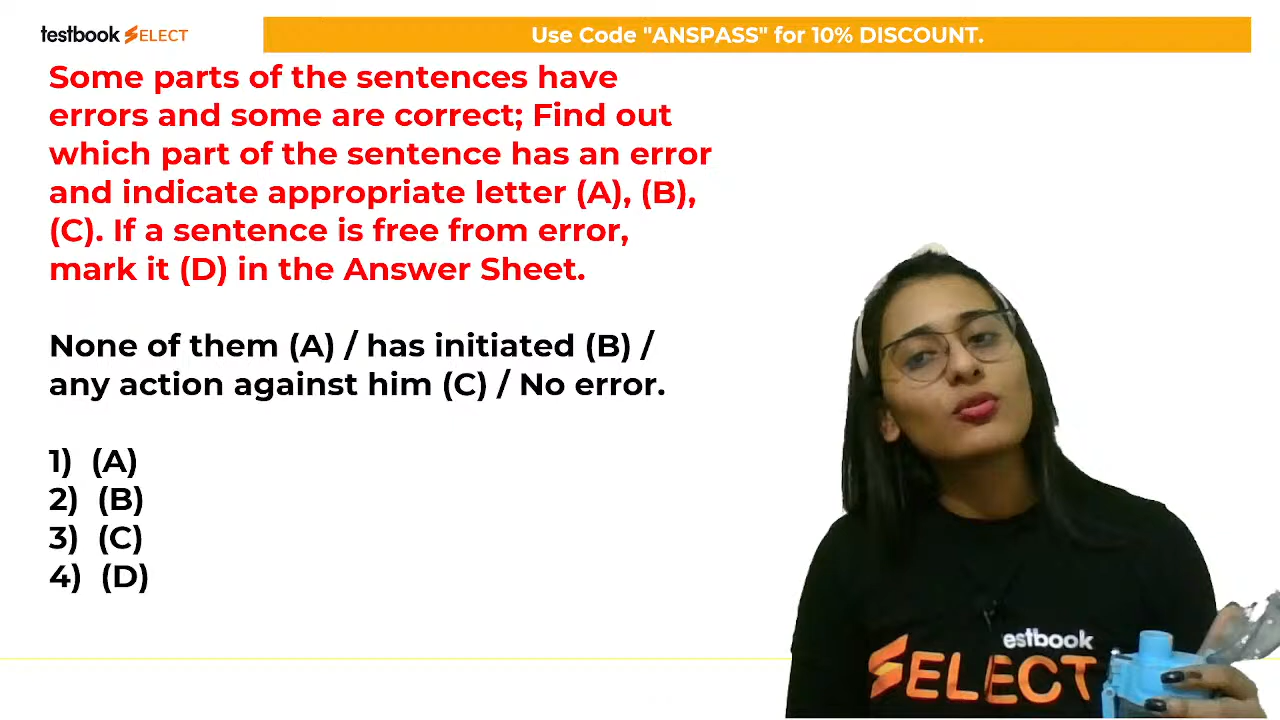 testbook SELECT
Use Code "ANSPASS" for 10% DISCOUNT.
Some parts of the sentences have
errors and some are correct; Find out
which part of the sentence has an error
and indicate appropriate letter (A), (B),
(C). If a sentence is free from error,
mark it (D) in the Answer Sheet.
None of them (A) / has initiated (B) /
any action against him (C) / No error.
1) (A)
2) (B)
3) (C)
4) (D)
estbook
SELECT